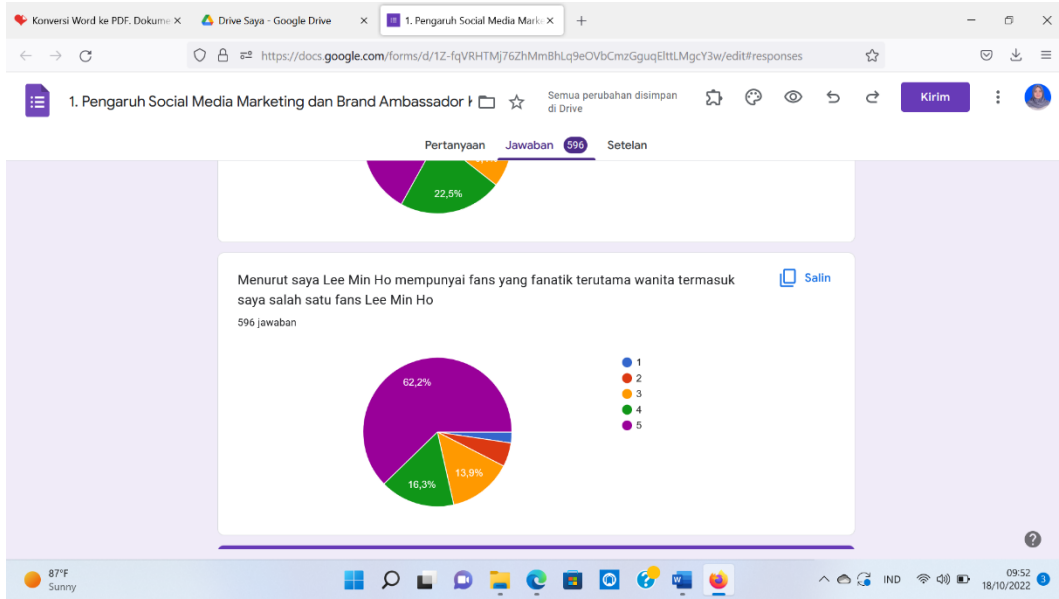 Konversi Word ke PDF. Dokume
Drive Saya - Google Drive
1. Pengaruh Social Media Marke
https://docs.google.com/forms/d/1Z-fqVRHTMj76ZhMmBhLq9eOVbCmzGguqElttLMgcY3w/edit#responses
1. Pengaruh Social Media Marketing dan Brand Ambassador
Semua perubahan disimpan
di Drive
Kirim
Pertanyaan Jawaban 596 Setelan
22,5%
Menurut saya Lee Min Ho mempunyai fans yang fanatik terutama wanita termasuk
saya salah satu fans Lee Min Ho
Salin
596 jawaban
62,2%
13,9%
16,3%
1
2
3
4
5
87°F
Sunny
IND
09:52
18/10/2022
3